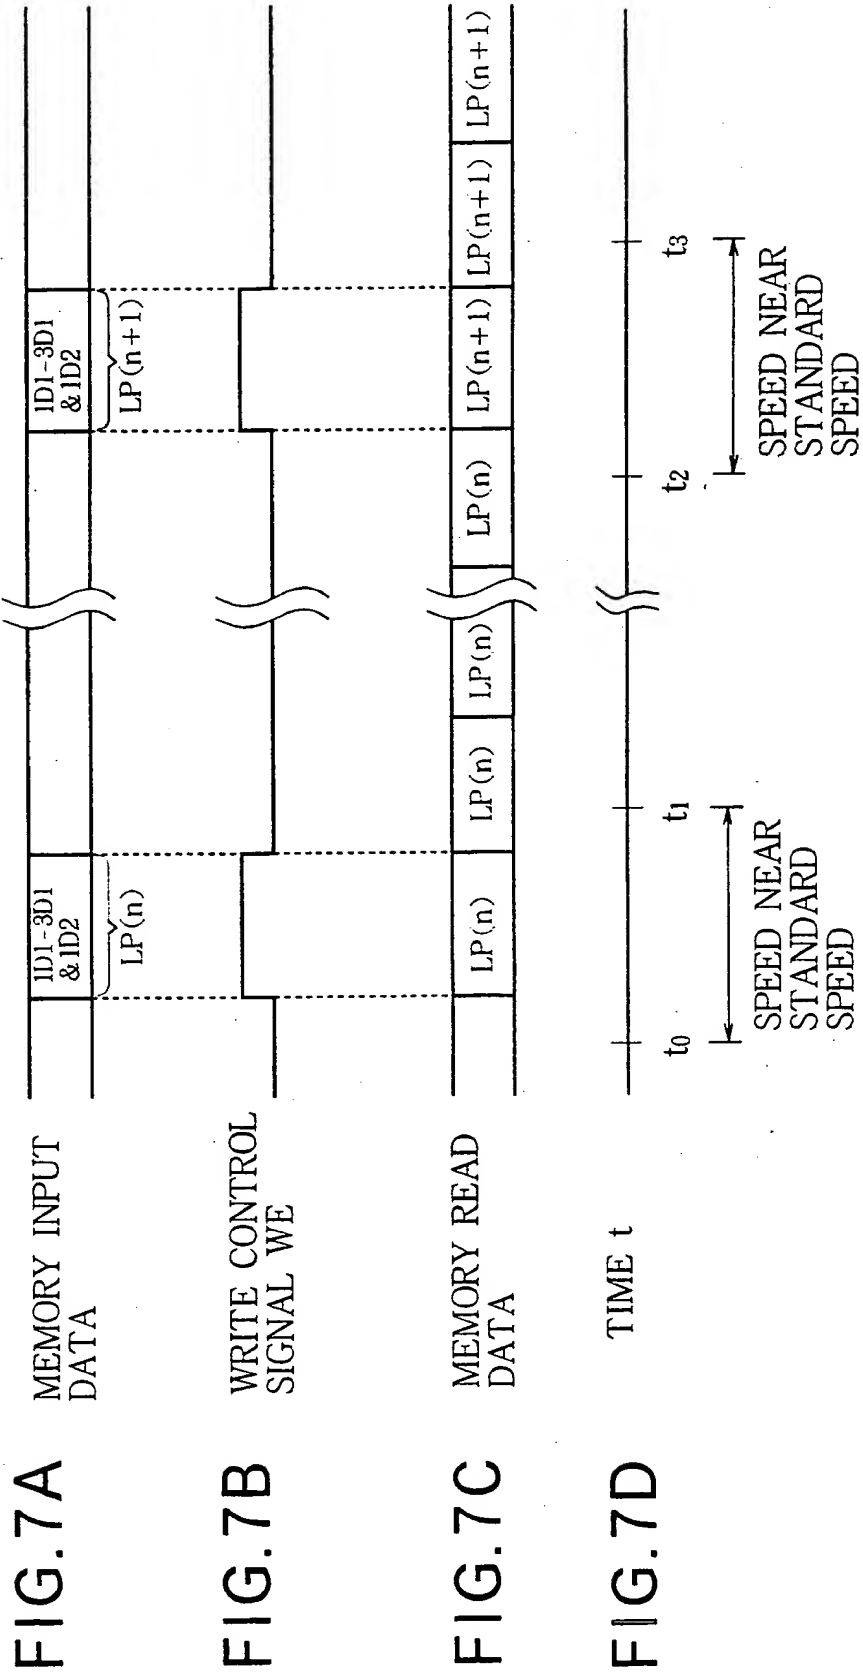 FIG.7A
MEMORY INPUT
DATA
1D1-3D1
& 1D2
LP(n)
1D1-3D1
& 1D2
LP(n+1)
FIG.7B
WRITE CONTROL
SIGNAL WE
FIG.7C
MEMORY READ
DATA
LP(n)
LP(n)
LP(n)
LP(n)
LP(n+1)
LP(n+1)
LP(n+1)
FIG.7D
TIME t
t0
t1
t2
t3
SPEED NEAR
STANDARD
SPEED
SPEED NEAR
STANDARD
SPEED